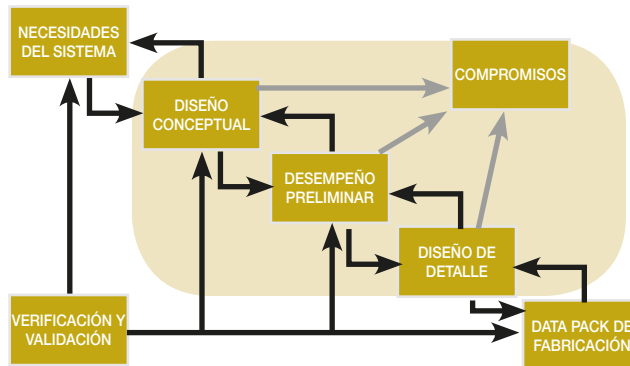 NECESIDADES
DEL SISTEMA
COMPROMISOS
DISEÑO
CONCEPTUAL
DESEMPEÑO
PRELIMINAR
DISEÑO DE
DETALLE
VERIFICACIÓN Y
VALIDACIÓN
DATA PACK DE
FABRICACIÓN